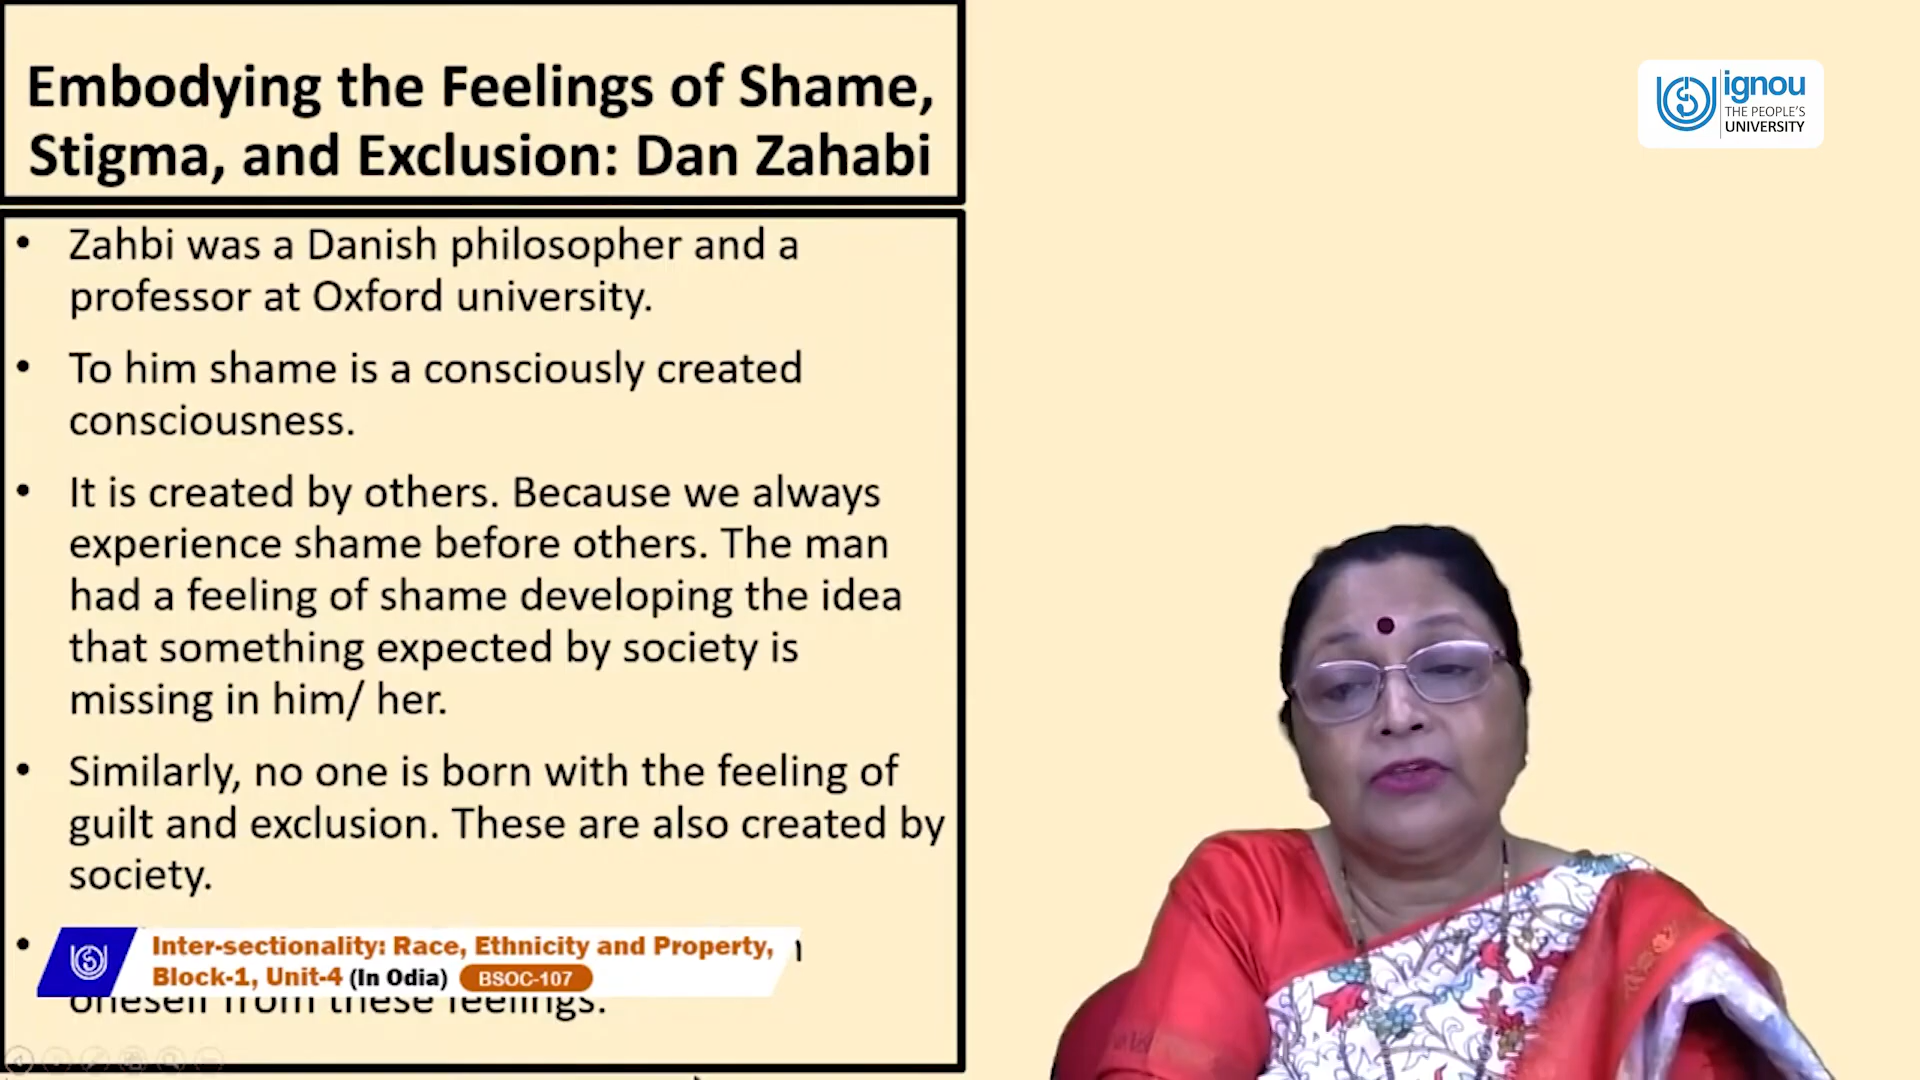 Embodying the Feelings of Shame,
Stigma, and Exclusion: Dan Zahabi
• Zahbi was a Danish philosopher and a
professor at Oxford university.
• To him shame is a consciously created
consciousness.
• It is created by others. Because we always
experience shame before others. The man
had a feeling of shame developing the idea
that something expected by society is
missing in him/ her.
• Similarly, no one is born with the feeling of
guilt and exclusion. These are also created by
society.
•
oneself from these feelings.
Inter-sectionality: Race, Ethnicity and Property,
Block-1, Unit-4 (In Odia) BSOC-107
ignou
THE PEOPLE'S
UNIVERSITY